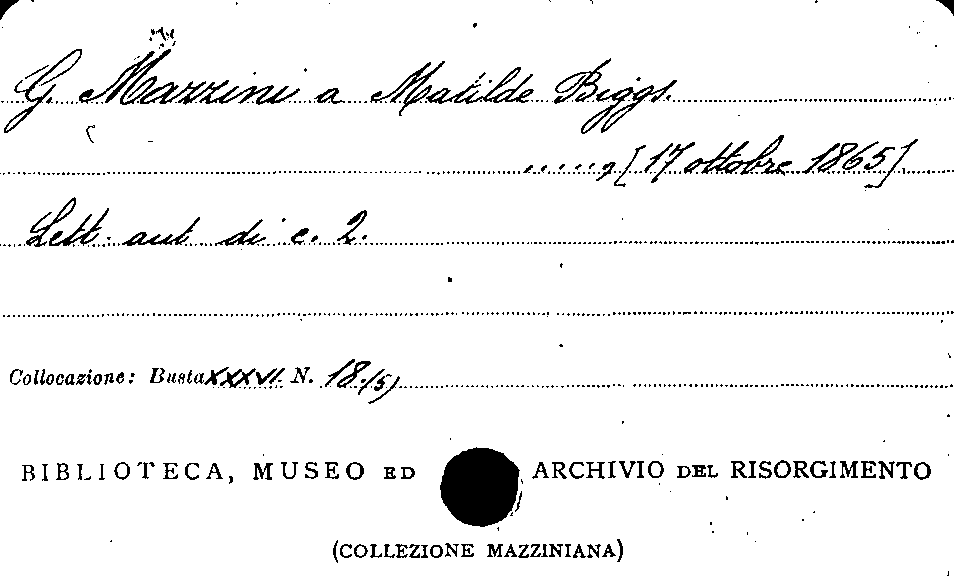 G. Mazzini a Matilde Biggs.
....., [17 ottobre 1865].
Lett. aut di c. 2.
Collocazione: Busta XXXVI. N. 18./5)
BIBLIOTECA, MUSEO ED ARCHIVIO DEL RISORGIMENTO
(COLLEZIONE MAZZINIANA)